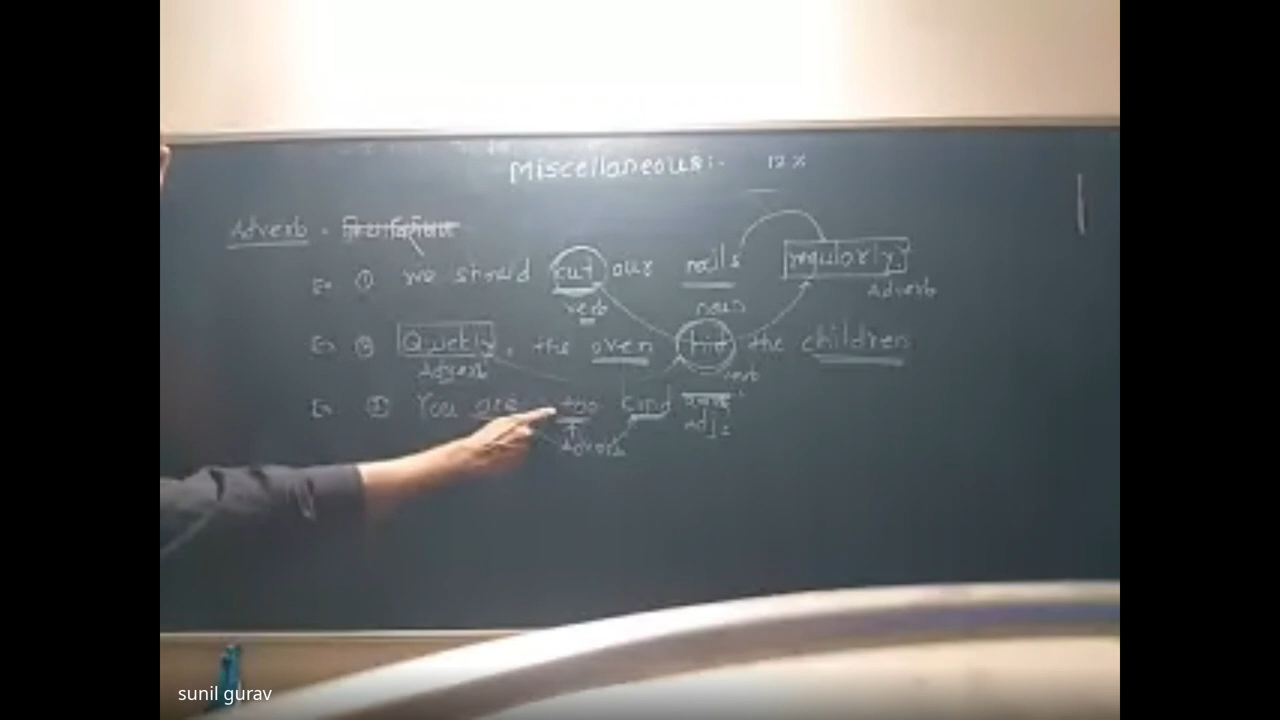 Miscellaneous :- 12 x
Adverb - क्रियाविशेषण
Ex ① we should cut our nails regularly.
verb noun Adverb
Ex ② Quickly, the oven hit the children
Adverb verb
Ex ③ You are too kind
Adverb Adj.
sunil gurav